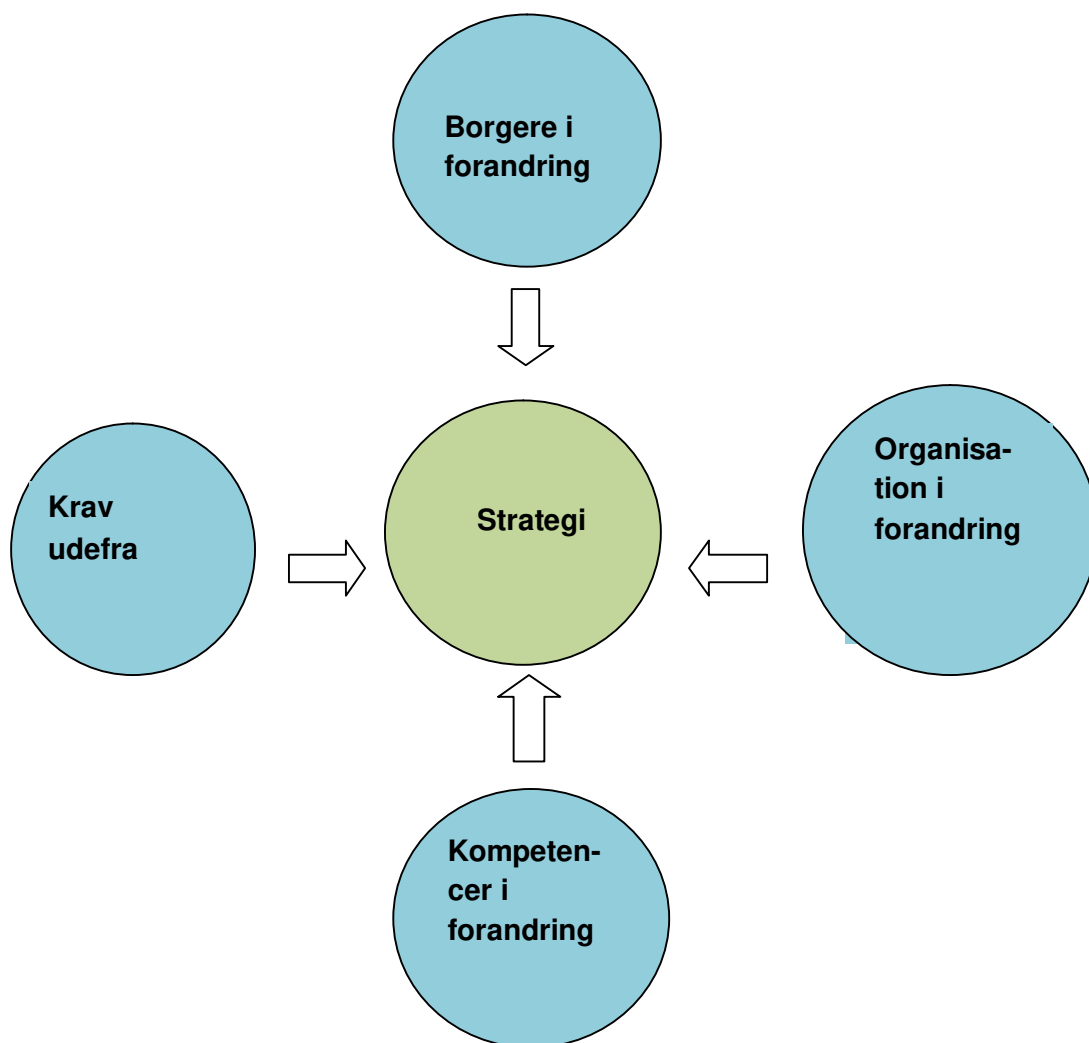 Borgere i
forandring
Krav
udefra
Strategi
Organisa-
tion i
forandring
Kompeten-
cer i
forandring